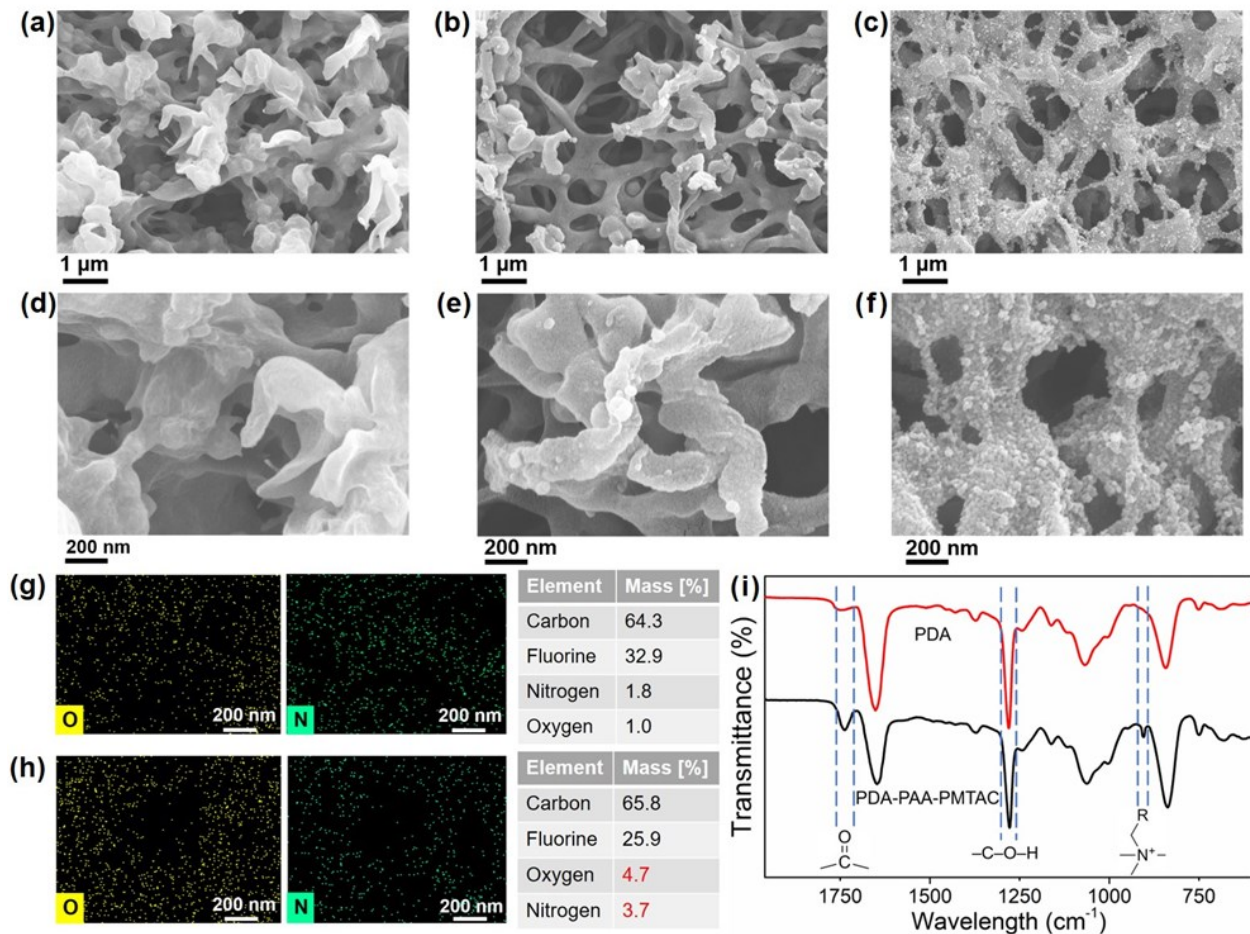 (a)
(b)
(c)
1 µm
1 µm
1 µm
(d)
(e)
(f)
200 nm
200 nm
200 nm
(g)
O
200 nm
N
200 nm
Element Mass [%]
Carbon 64.3
Fluorine 32.9
Nitrogen 1.8
Oxygen 1.0
(h)
O
200 nm
N
200 nm
Element Mass [%]
Carbon 65.8
Fluorine 25.9
Oxygen 4.7
Nitrogen 3.7
(i)
Transmittance (%)
PDA
PDA-PAA-PMTAC
O
C
C-O-H
R
N+
1750 1500 1250 1000 750
Wavelength (cm-1)